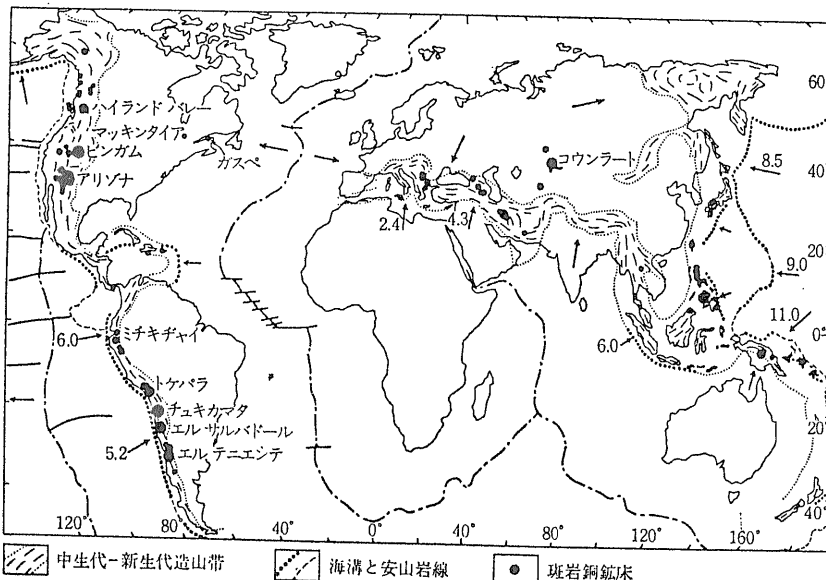 60°
ハイランド バレー
マッキンタイア
ビンガム
ガスペ
コウンラート
8.5
40
アリゾナ
2.4
4.3
20
9.0
11.0
6.0
ミチキヂャイ
6.0
0°
トケパラ
チュキカマタ
エル サルバドール
5.2
エル テニエンテ
20°
120°
80°
40°
0°
40°
80°
120°
160°
40°
中生代-新生代造山帯
海溝と安山岩線
斑岩銅鉱床